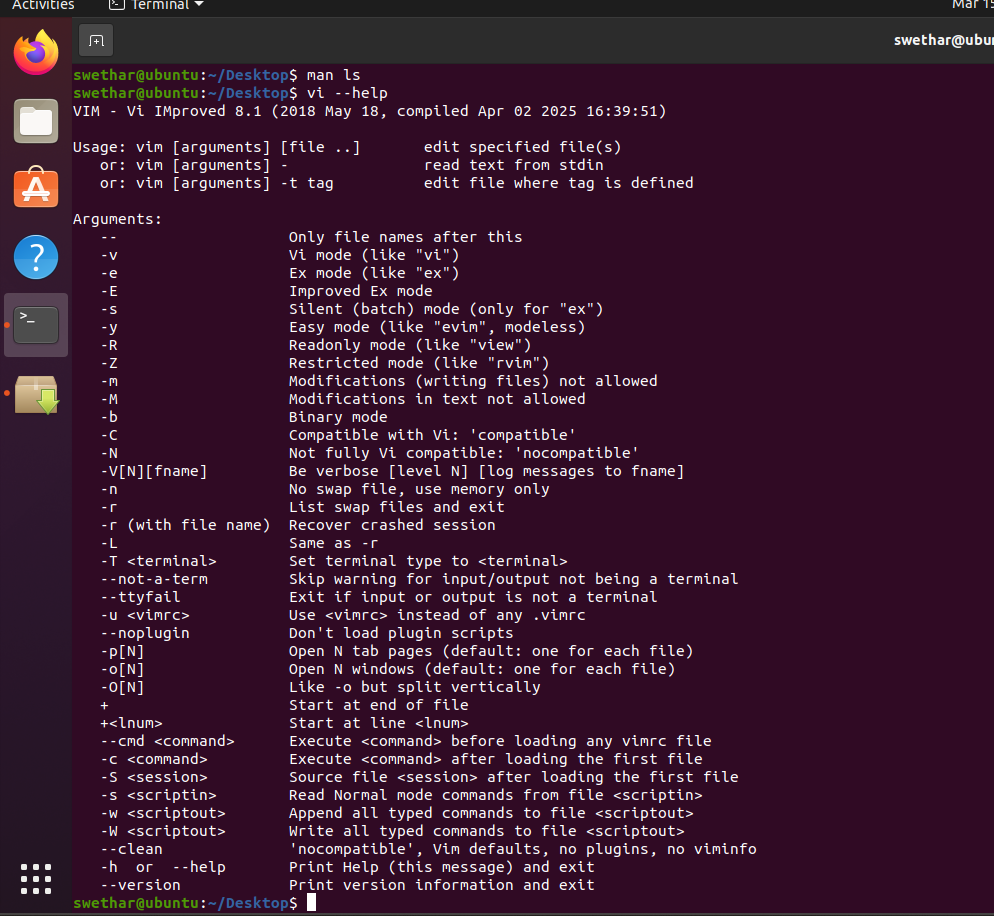 Activities
Terminal
Mar 15
swethar@ubun
swethar@ubuntu:~/Desktop$ man ls
swethar@ubuntu:~/Desktop$ vi --help
VIM - Vi IMproved 8.1 (2018 May 18, compiled Apr 02 2025 16:39:51)
Usage: vim [arguments] [file ..]       edit specified file(s)
   or: vim [arguments] -               read text from stdin
   or: vim [arguments] -t tag          edit file where tag is defined
Arguments:
   --                   Only file names after this
   -v                   Vi mode (like "vi")
   -e                   Ex mode (like "ex")
   -E                   Improved Ex mode
   -s                   Silent (batch) mode (only for "ex")
   -y                   Easy mode (like "evim", modeless)
   -R                   Readonly mode (like "view")
   -Z                   Restricted mode (like "rvim")
   -m                   Modifications (writing files) not allowed
   -M                   Modifications in text not allowed
   -b                   Binary mode
   -C                   Compatible with Vi: 'compatible'
   -N                   Not fully Vi compatible: 'nocompatible'
   -V[N][fname]         Be verbose [level N] [log messages to fname]
   -n                   No swap file, use memory only
   -r                   List swap files and exit
   -r (with file name)  Recover crashed session
   -L                   Same as -r
   -T <terminal>        Set terminal type to <terminal>
   --not-a-term         Skip warning for input/output not being a terminal
   --ttyfail            Exit if input or output is not a terminal
   -u <vimrc>           Use <vimrc> instead of any .vimrc
   --noplugin           Don't load plugin scripts
   -p[N]                Open N tab pages (default: one for each file)
   -o[N]                Open N windows (default: one for each file)
   -O[N]                Like -o but split vertically
   +                    Start at end of file
   +<lnum>              Start at line <lnum>
   --cmd <command>      Execute <command> before loading any vimrc file
   -c <command>         Execute <command> after loading the first file
   -S <session>         Source file <session> after loading the first file
   -s <scriptin>        Read Normal mode commands from file <scriptin>
   -w <scriptout>       Append all typed commands to file <scriptout>
   -W <scriptout>       Write all typed commands to file <scriptout>
   --clean              'nocompatible', Vim defaults, no plugins, no viminfo
   -h  or  --help       Print Help (this message) and exit
   --version            Print version information and exit
swethar@ubuntu:~/Desktop$